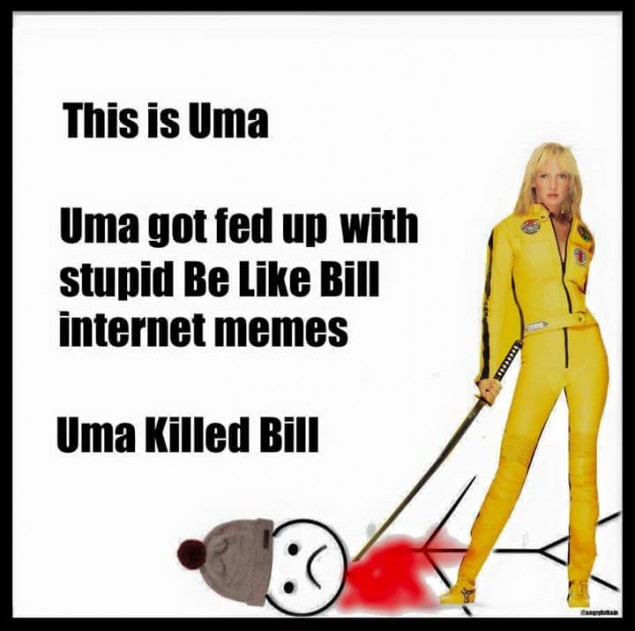 This is Uma
Uma got fed up with
stupid Be Like Bill
internet memes
Uma Killed Bill